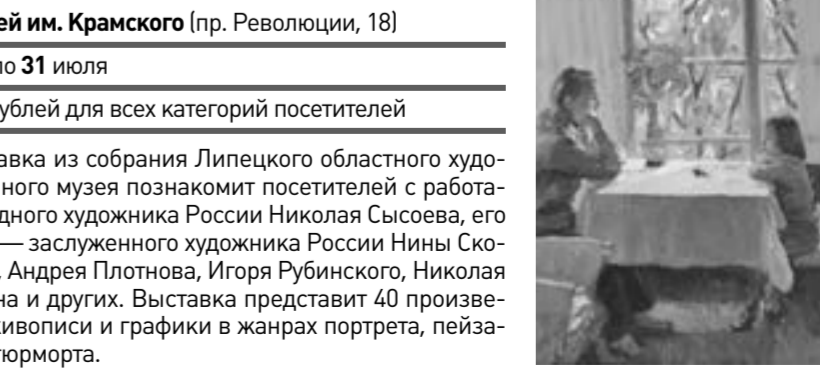 ей им. Крамского (пр. Революции, 18)
по 31 июля
ублей для всех категорий посетителей
авка из собрания Липецкого областного худо-
ного музея познакомит посетителей с работа-
дного художника России Николая Сысоева, его
— заслуженного художника России Нины Ско-
, Андрея Плотнова, Игоря Рубинского, Николая
на и других. Выставка представит 40 произве-
живописи и графики в жанрах портрета, пейза-
тюрморта.